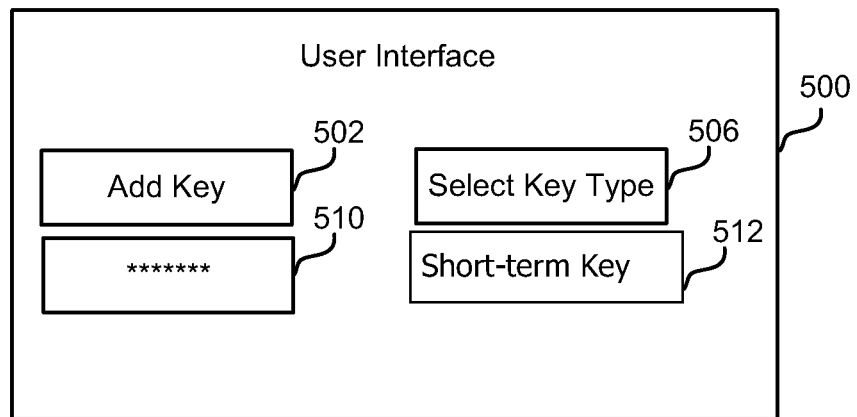 User Interface
500
502
506
Add Key
Select Key Type
510
512
*******
Short-term Key